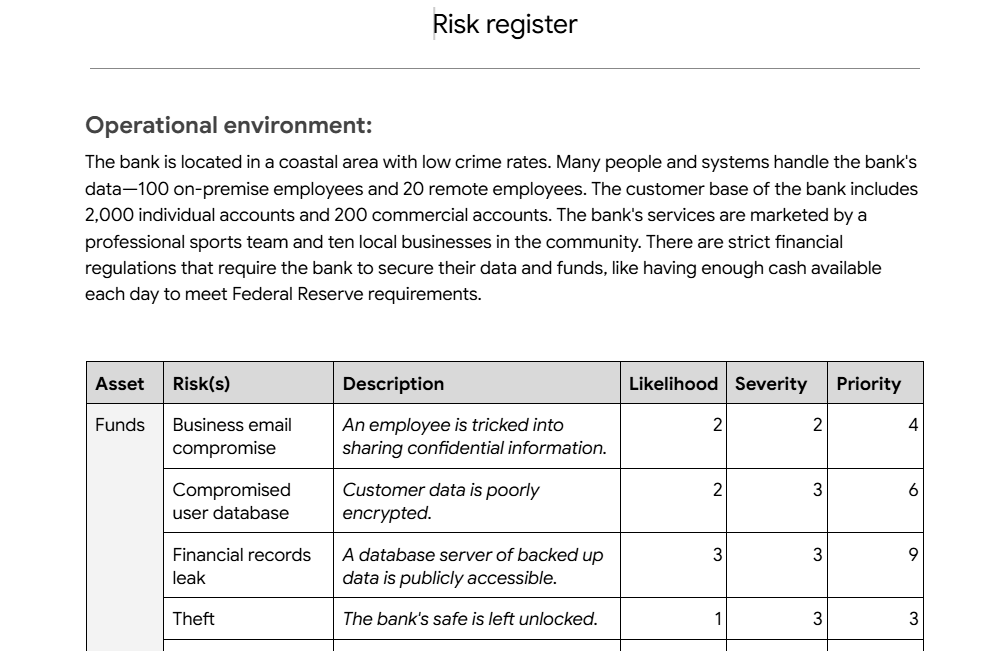 Risk register
Operational environment:
The bank is located in a coastal area with low crime rates. Many people and systems handle the bank's
data—100 on-premise employees and 20 remote employees. The customer base of the bank includes
2,000 individual accounts and 200 commercial accounts. The bank's services are marketed by a
professional sports team and ten local businesses in the community. There are strict financial
regulations that require the bank to secure their data and funds, like having enough cash available
each day to meet Federal Reserve requirements.
Asset Risk(s) Description Likelihood Severity Priority
Funds Business email An employee is tricked into 2 2 4
compromise sharing confidential information.
Compromised Customer data is poorly 2 3 6
user database encrypted.
Financial records A database server of backed up 3 3 9
leak data is publicly accessible.
Theft The bank's safe is left unlocked. 1 3 3